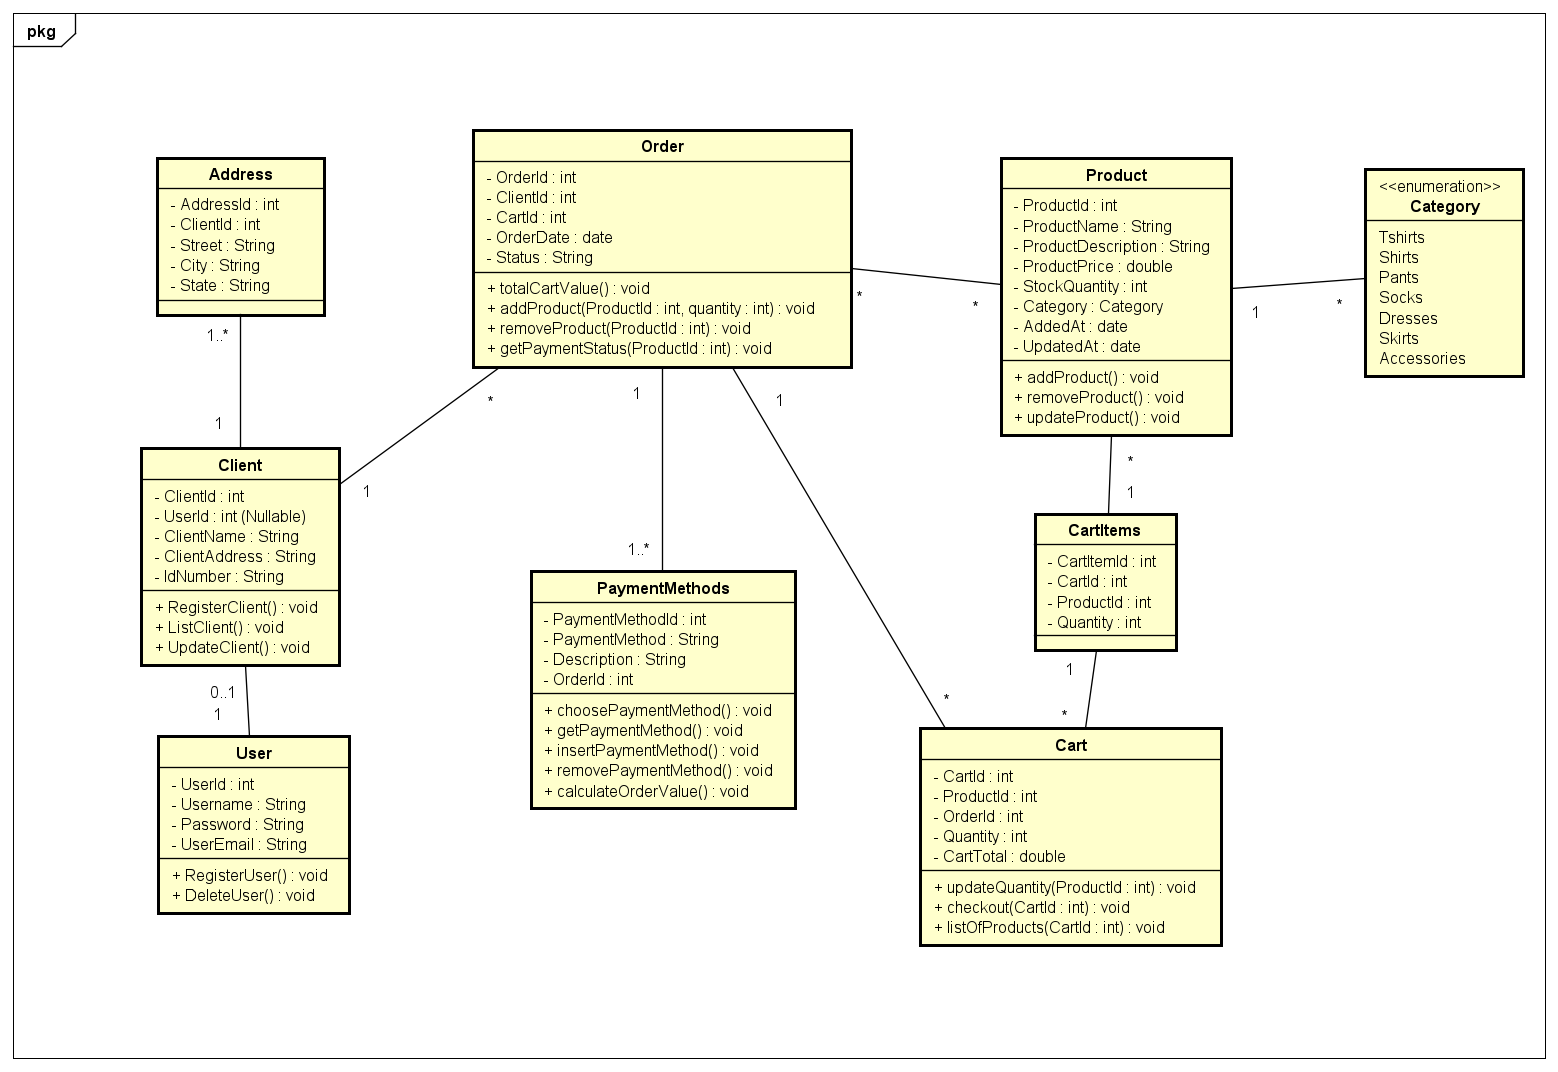 pkg
Address
- AddressId : int
- ClientId : int
- Street : String
- City : String
- State : String
1..*
1
Order
- OrderId : int
- ClientId : int
- CartId : int
- OrderDate : date
- Status : String
+ totalCartValue() : void
+ addProduct(ProductId : int, quantity : int) : void
+ removeProduct(ProductId : int) : void
+ getPaymentStatus(ProductId : int) : void
*
*
Product
- ProductId : int
- ProductName : String
- ProductDescription : String
- ProductPrice : double
- StockQuantity : int
- Category : Category
- AddedAt : date
- UpdatedAt : date
+ addProduct() : void
+ removeProduct() : void
+ updateProduct() : void
1
*
<<enumeration>>
Category
Tshirts
Shirts
Pants
Socks
Dresses
Skirts
Accessories
*
1
1
1
Client
- ClientId : int
- UserId : int (Nullable)
- ClientName : String
- ClientAddress : String
- IdNumber : String
+ RegisterClient() : void
+ ListClient() : void
+ UpdateClient() : void
0..1
1
1..*
PaymentMethods
- PaymentMethodId : int
- PaymentMethod : String
- Description : String
- OrderId : int
+ choosePaymentMethod() : void
+ getPaymentMethod() : void
+ insertPaymentMethod() : void
+ removePaymentMethod() : void
+ calculateOrderValue() : void
*
1
CartItems
- CartItemId : int
- CartId : int
- ProductId : int
- Quantity : int
1
*
*
User
- UserId : int
- Username : String
- Password : String
- UserEmail : String
+ RegisterUser() : void
+ DeleteUser() : void
Cart
- CartId : int
- ProductId : int
- OrderId : int
- Quantity : int
- CartTotal : double
+ updateQuantity(ProductId : int) : void
+ checkout(CartId : int) : void
+ listOfProducts(CartId : int) : void